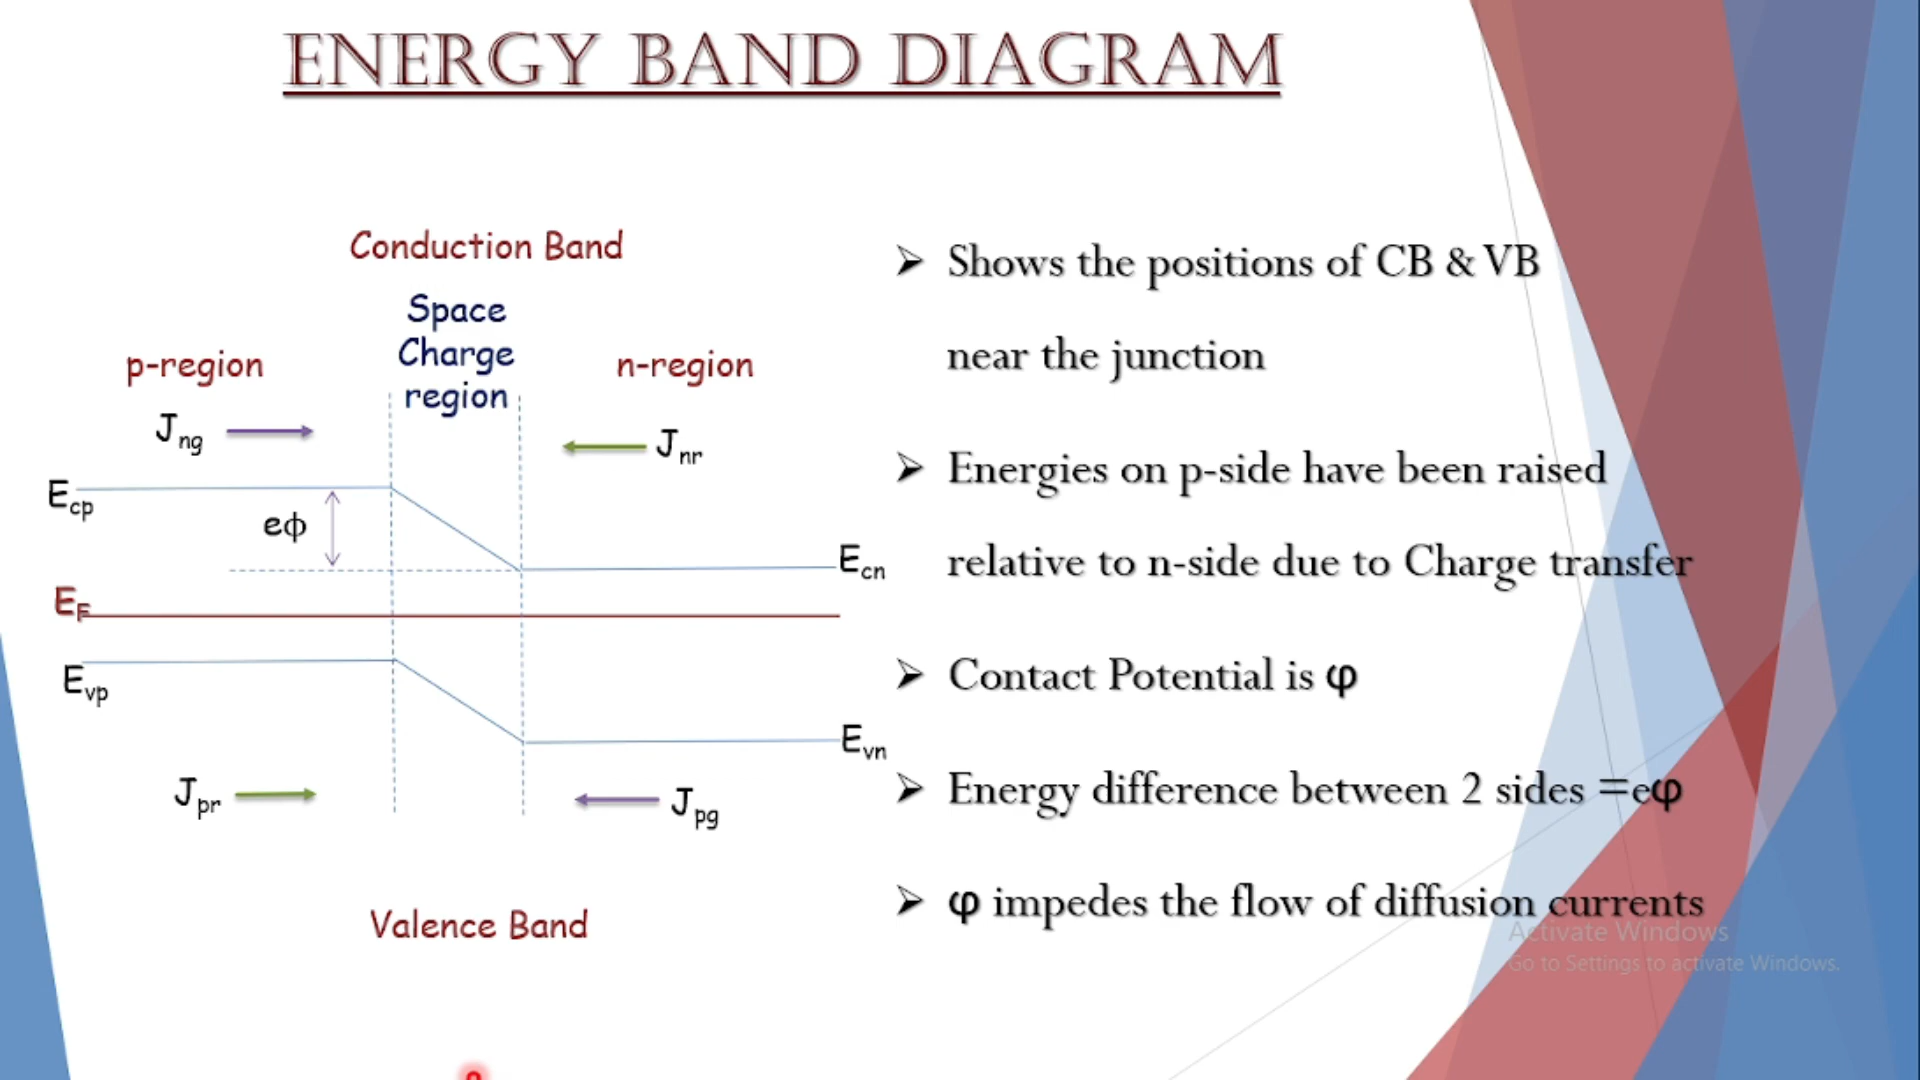 ENERGY BAND DIAGRAM
Conduction Band
Space
Charge
region
p-region
n-region
Jng
Jnr
Ecp
eϕ
Ecn
EF
Evp
Evn
Jpr
Jpg
Valence Band
➢ Shows the positions of CB & VB
near the junction
➢ Energies on p-side have been raised
relative to n-side due to Charge transfer
➢ Contact Potential is φ
➢ Energy difference between 2 sides =eφ
➢ φ impedes the flow of diffusion currents
Activate Windows
Go to Settings to activate Windows.